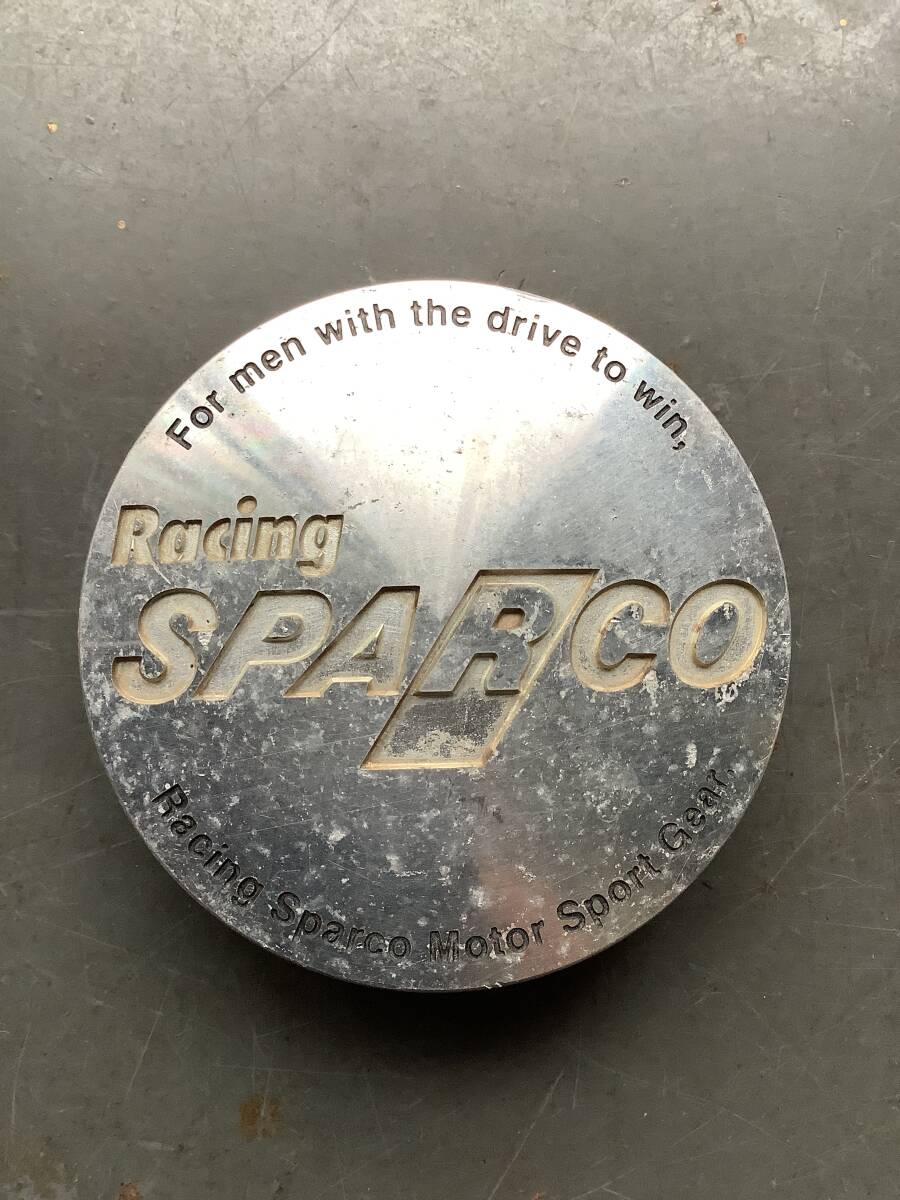 For men with the drive to win,
Racing
SPARCO
Racing Sparco Motor Sport Gear.